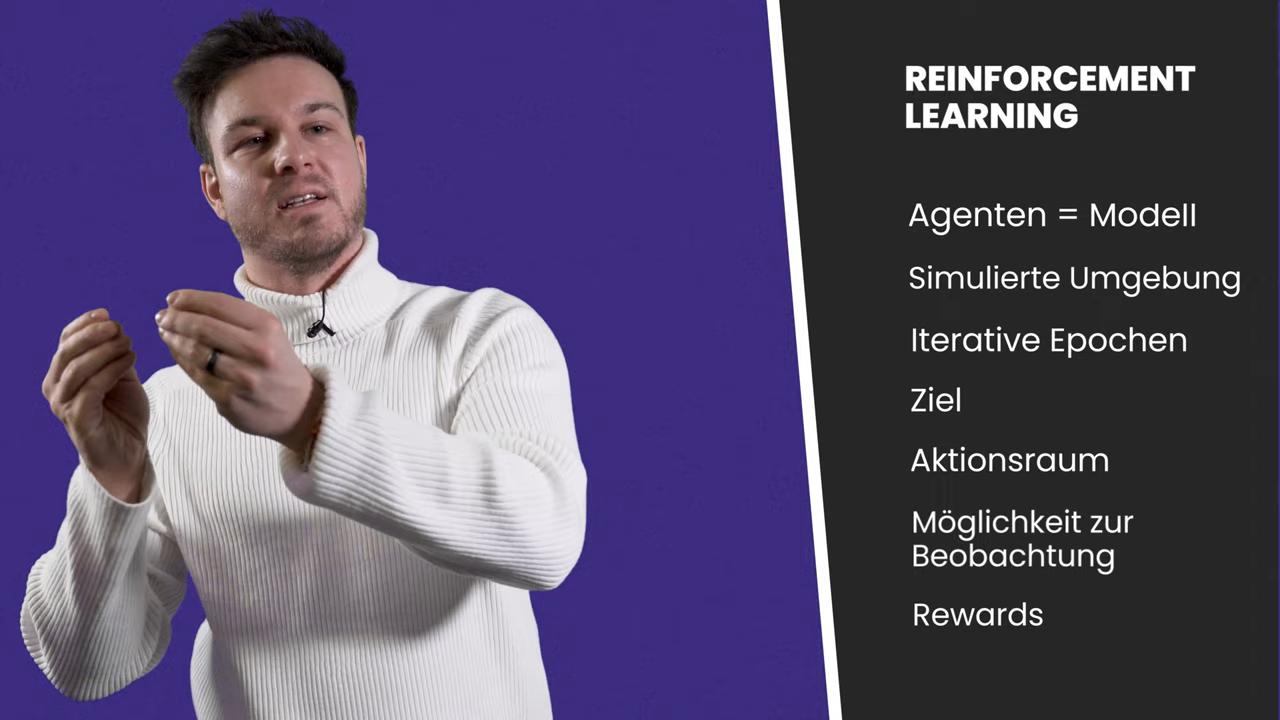 REINFORCEMENT
LEARNING
Agenten = Modell
Simulierte Umgebung
Iterative Epochen
Ziel
Aktionsraum
Möglichkeit zur
Beobachtung
Rewards